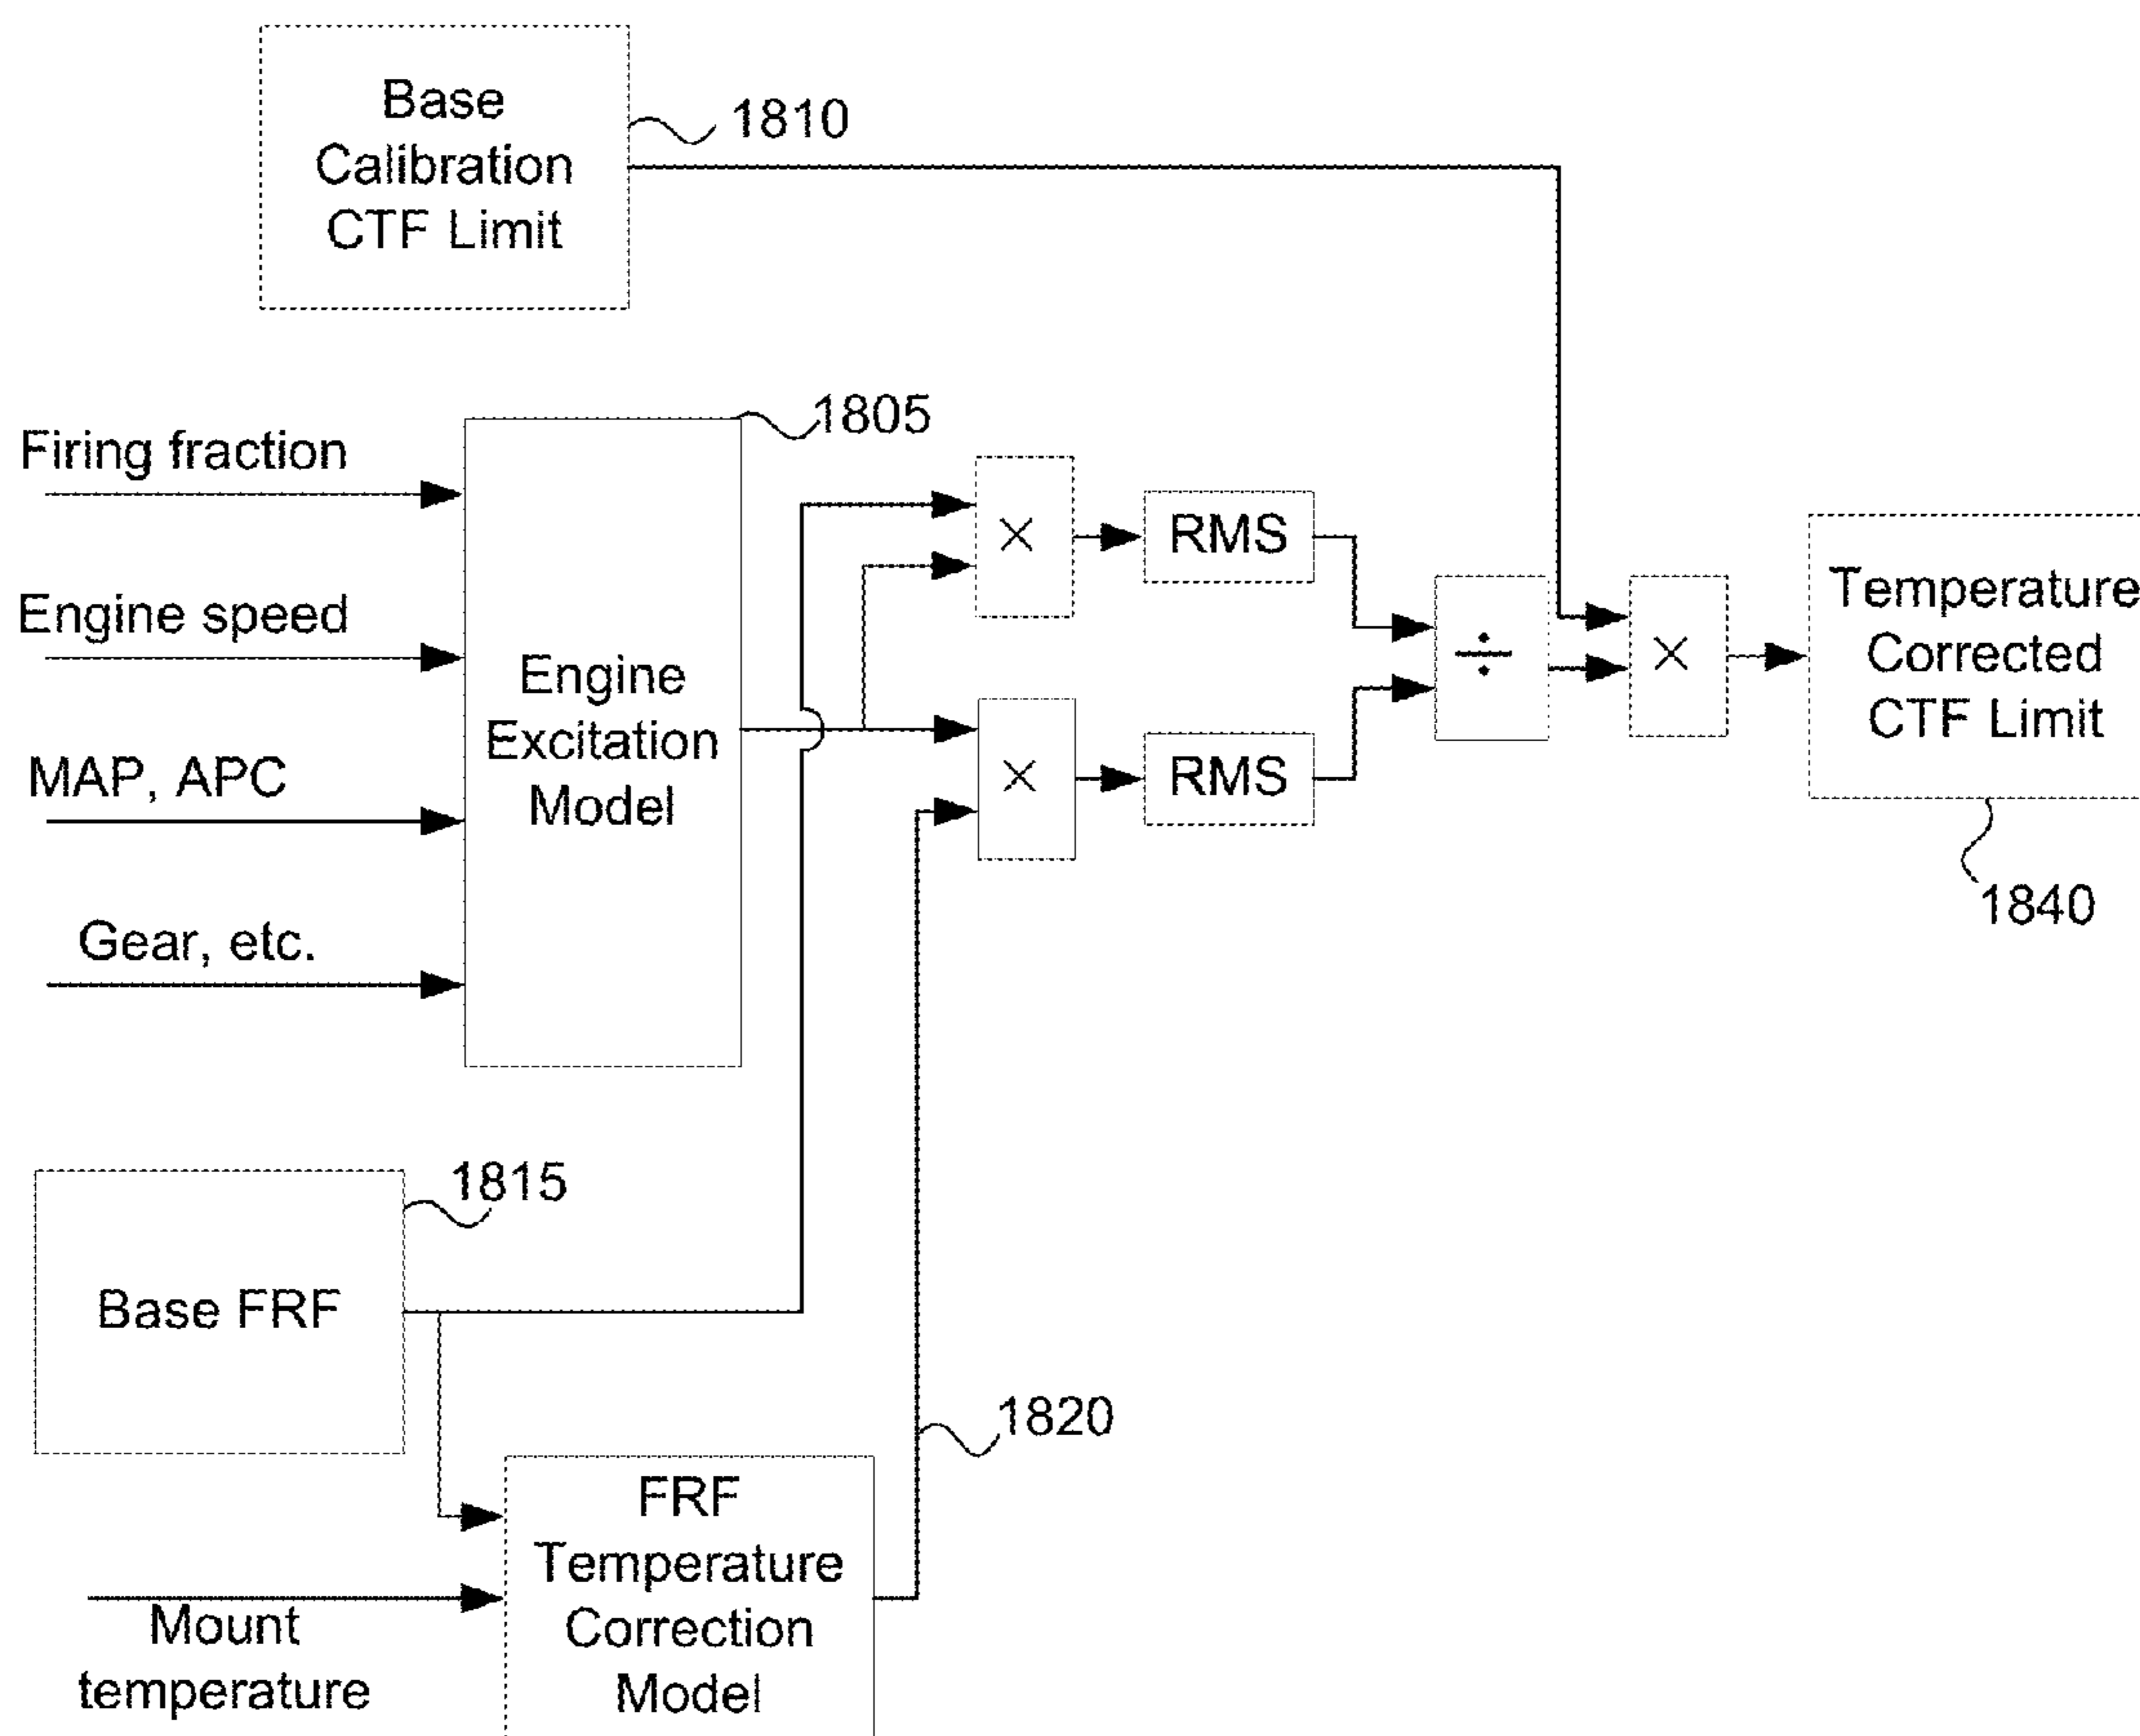 Base
Calibration
CTF Limit
1810
1805
Firing fraction
Engine speed
MAP, APC
Gear, etc.
Engine
Excitation
Model
×
RMS
×
RMS
÷
×
Temperature
Corrected
CTF Limit
1840
1815
Base FRF
1820
FRF
Temperature
Correction
Model
Mount
temperature